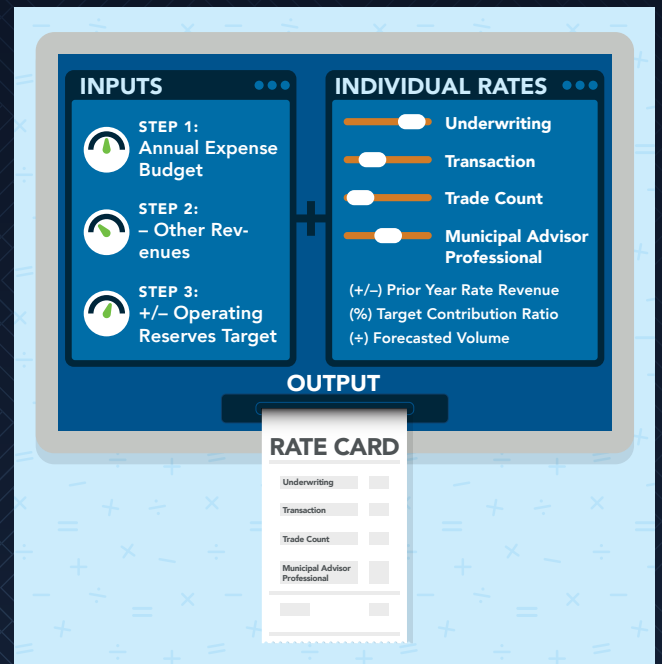 INPUTS
STEP 1:
Annual Expense
Budget
STEP 2:
– Other Rev-
enues
STEP 3:
+/– Operating
Reserves Target
+
INDIVIDUAL RATES
Underwriting
Transaction
Trade Count
Municipal Advisor
Professional
(+/–) Prior Year Rate Revenue
(%) Target Contribution Ratio
(÷) Forecasted Volume
OUTPUT
RATE CARD
Underwriting
Transaction
Trade Count
Municipal Advisor
Professional